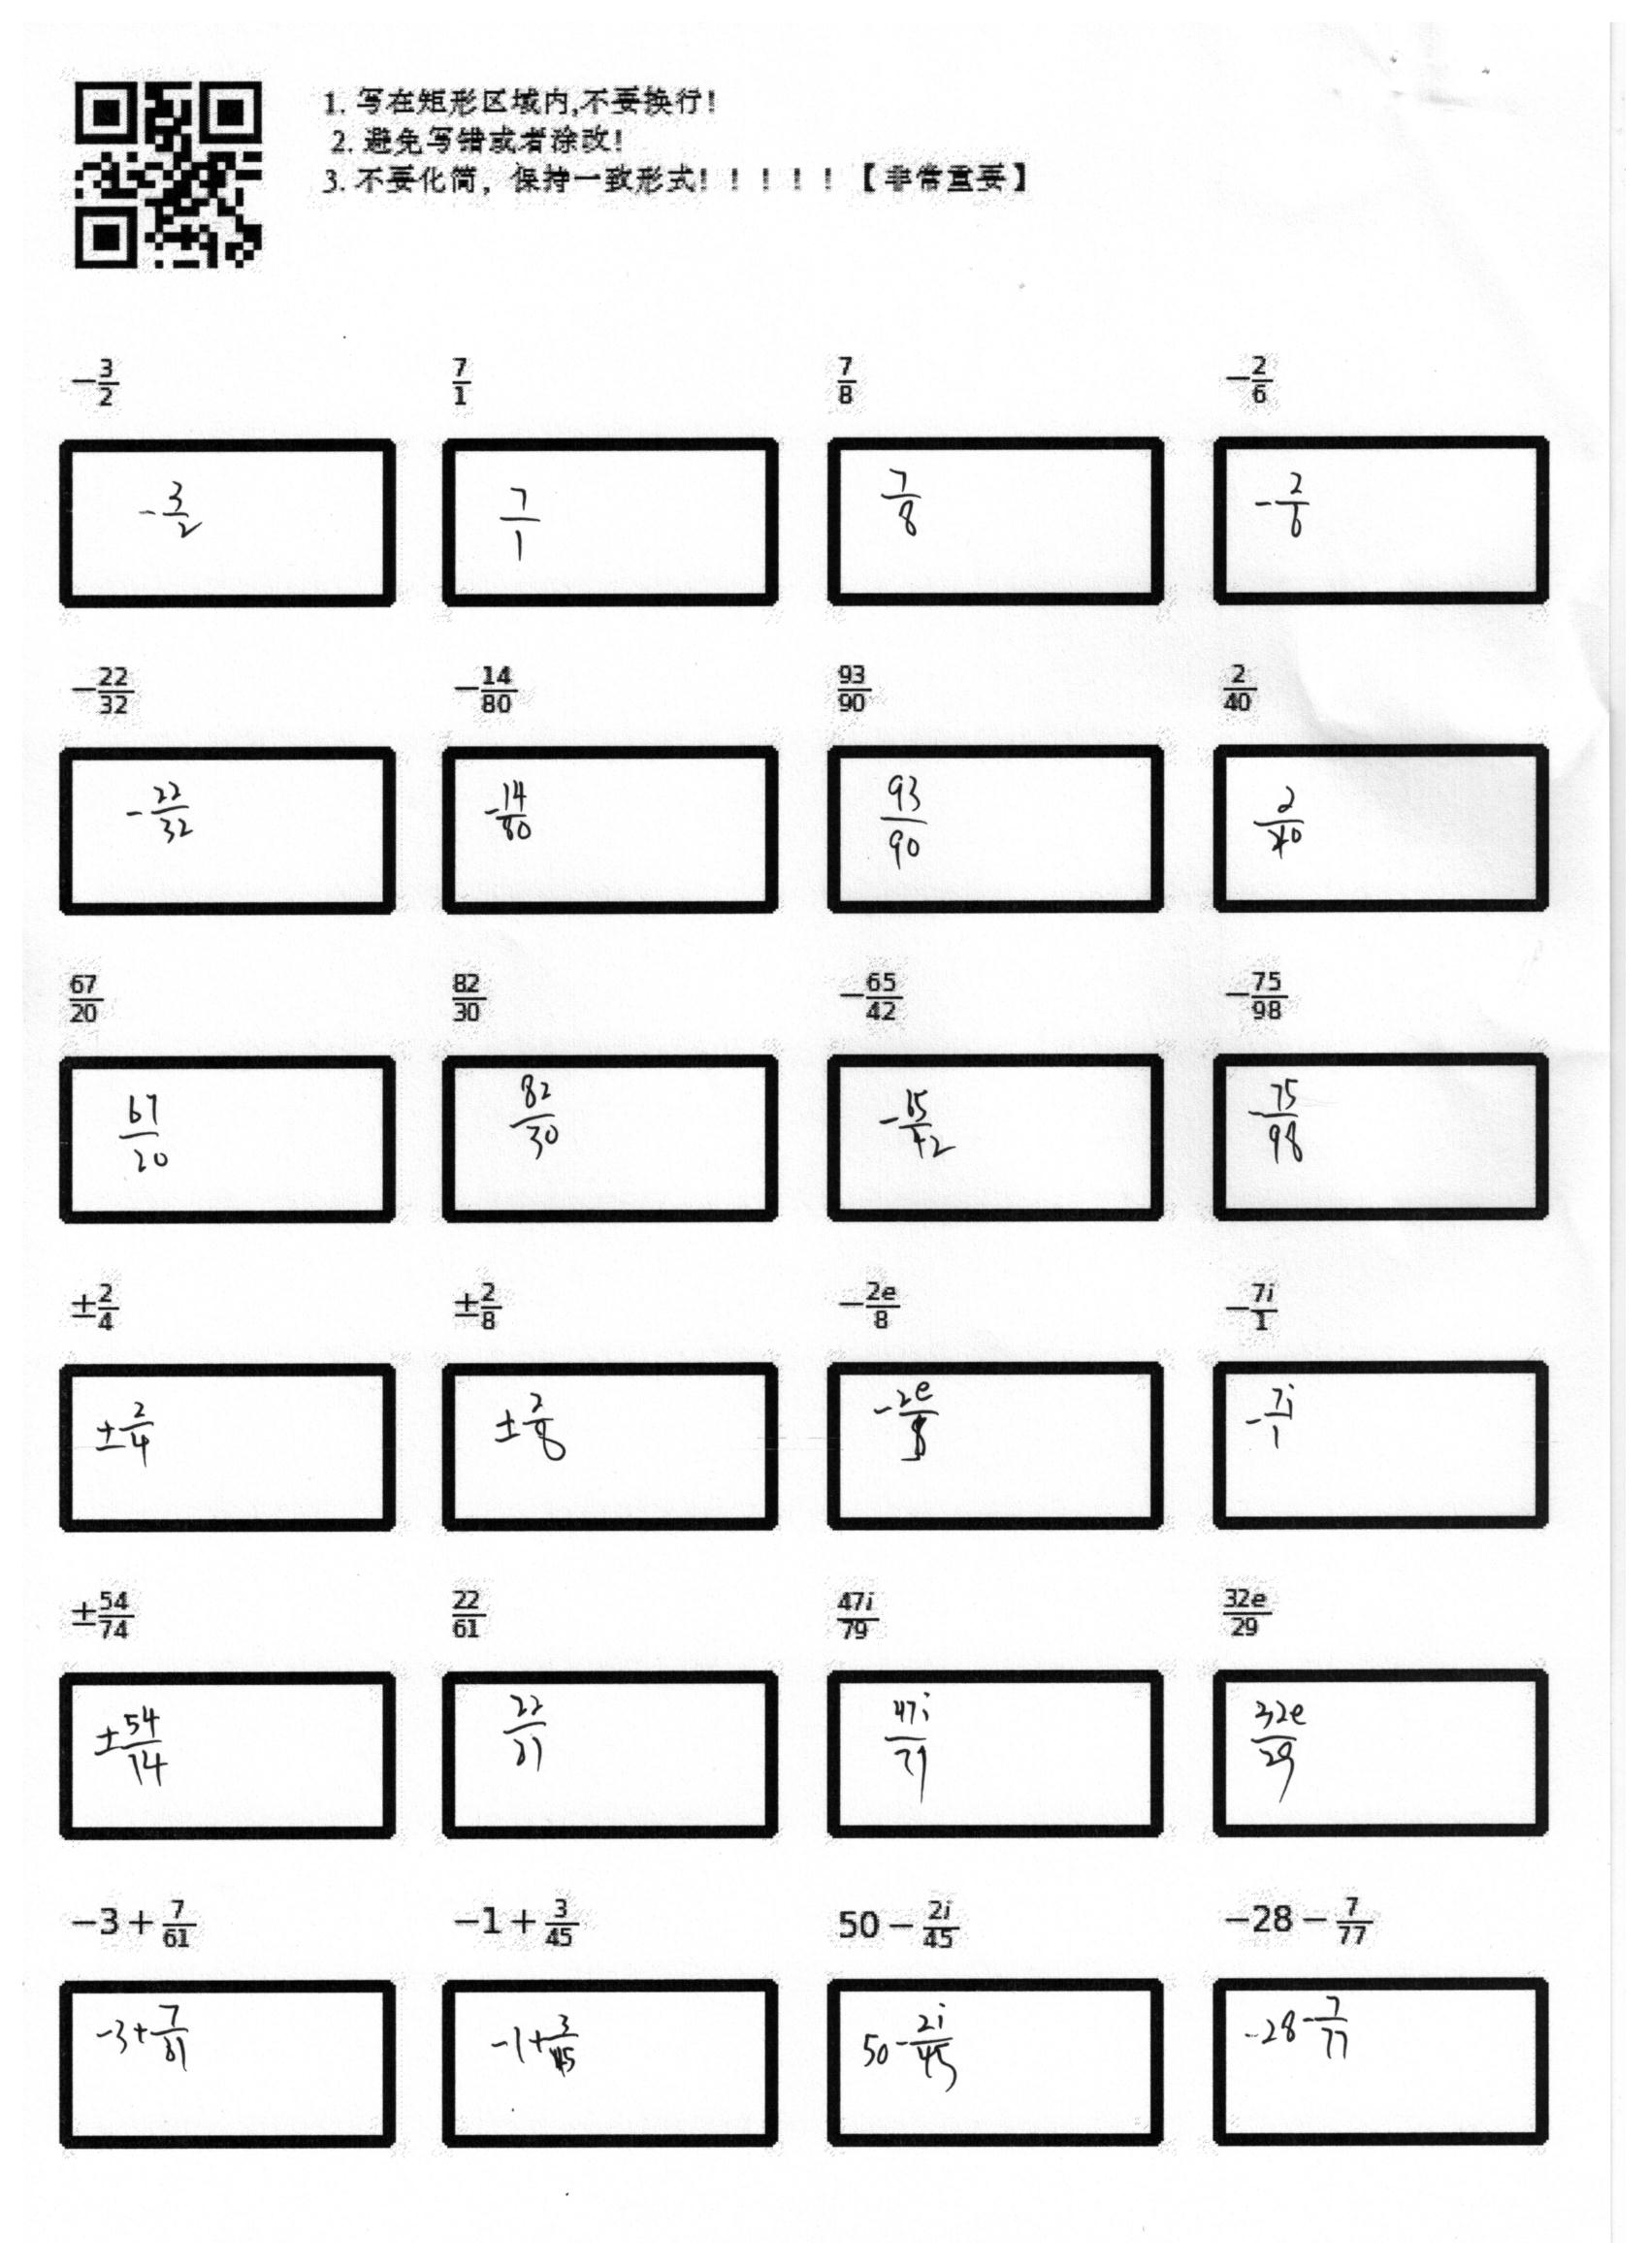 1. 写在矩形区域内,不要换行!
2. 避免写错或者涂改!
3. 不要化简，保持一致形式！！！！！【非常重要】
-\frac{3}{2} \frac{7}{1} \frac{7}{8} -\frac{2}{6}
-\frac{3}{2} \frac{7}{1} \frac{7}{8} -\frac{2}{6}
-\frac{22}{32} -\frac{14}{80} \frac{93}{90} \frac{2}{40}
-\frac{22}{32} -\frac{14}{80} \frac{93}{90} \frac{2}{40}
\frac{67}{20} \frac{82}{30} -\frac{65}{42} -\frac{75}{98}
\frac{67}{20} \frac{82}{30} -\frac{65}{42} -\frac{75}{98}
±\frac{2}{4} ±\frac{2}{8} -\frac{2e}{8} -\frac{7i}{1}
±\frac{2}{4} ±\frac{2}{8} -\frac{2e}{8} -\frac{7i}{1}
±\frac{54}{74} \frac{22}{61} \frac{47i}{79} \frac{32e}{29}
±\frac{54}{74} \frac{22}{61} \frac{47i}{79} \frac{32e}{29}
-3+\frac{7}{61} -1+\frac{3}{45} 50-\frac{2i}{45} -28-\frac{7}{77}
-3+\frac{7}{61} -1+\frac{3}{45} 50-\frac{2i}{45} -28-\frac{7}{77}